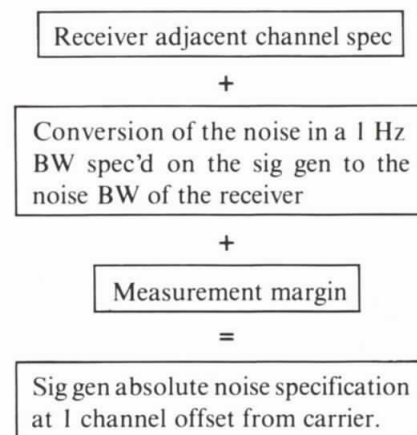 Receiver adjacent channel spec
+
Conversion of the noise in a 1 Hz
BW spec'd on the sig gen to the
noise BW of the receiver
+
Measurement margin
=
Sig gen absolute noise specification
at 1 channel offset from carrier.